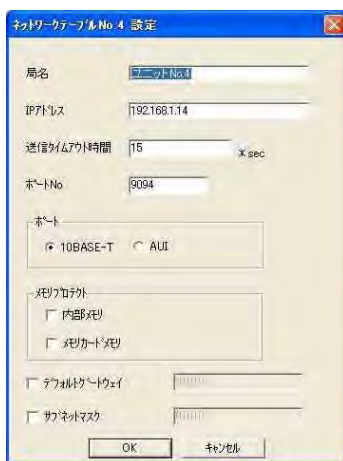 ネットワークテーブルNo.4 設定
局名
ユニットNo.4
IPアドレス
192.168.1.14
送信タイムアウト時間
15
* sec
ポートNo
9094
ポート
10BASE-T
AUI
メモリプロテクト
内部メモリ
メモリカードメモリ
デフォルトゲートウェイ
サブネットマスク
OK
キャンセル